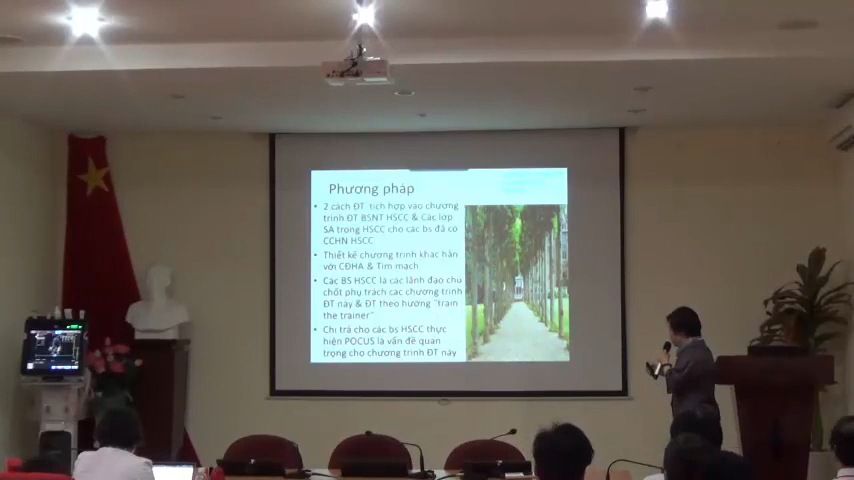 Phương pháp
• 2 cách ĐT tích hợp vào chương
trình ĐT BSNT HSCC & Các lớp
SA trong HSCC cho các bs đã có
CCHN HSCC
• Thiết kế chương trình khác hẳn
với CĐHA & Tim mạch
• Các BS HSCC là các lãnh đạo chủ
chốt phụ trách các chương trình
ĐT này & ĐT theo hướng "train
the trainer"
• Chi trả cho các bs HSCC thực
hiện POCUS là vấn đề quan
trọng cho chương trình ĐT này